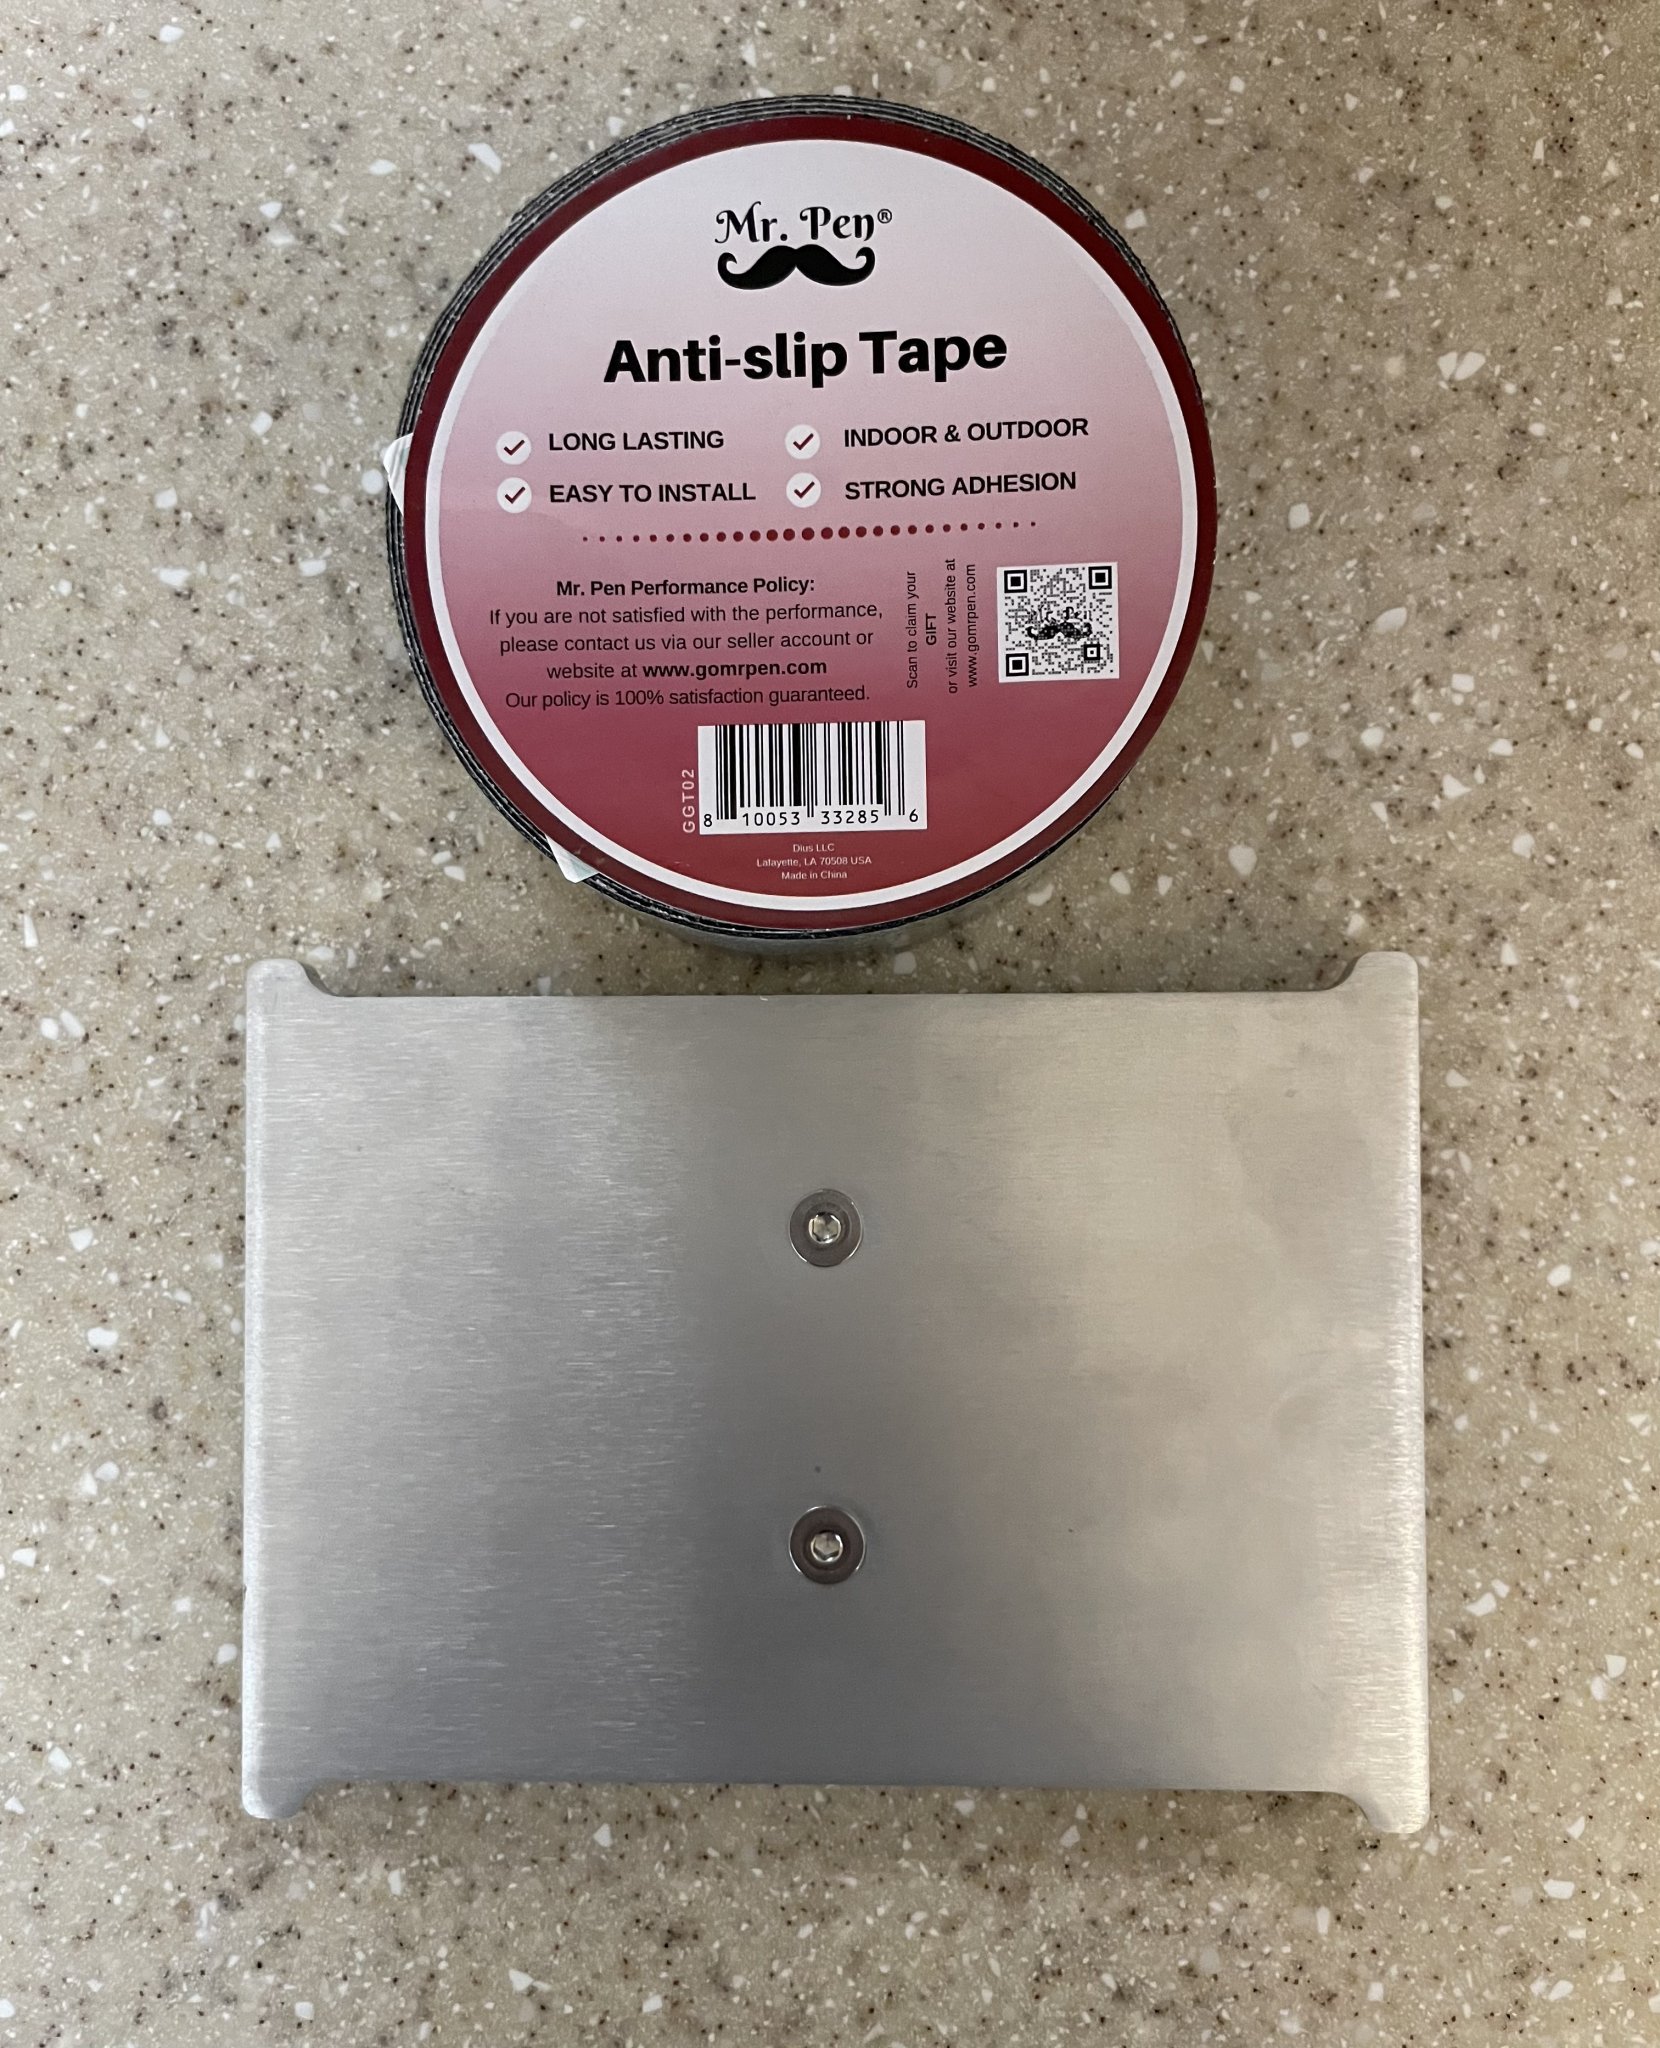 Mr. Pen®
Anti-slip Tape
LONG LASTING
INDOOR & OUTDOOR
EASY TO INSTALL
STRONG ADHESION
Mr. Pen Performance Policy:
If you are not satisfied with the performance,
please contact us via our seller account or
website at www.gomrpen.com
Our policy is 100% satisfaction guaranteed.
Scan to claim your
GIFT
or visit our website at
www.gomrpen.com
Mr. Pen
GGT02
8 10053 33285 6
Dius LLC
Lafayette, LA 70508 USA
Made in China